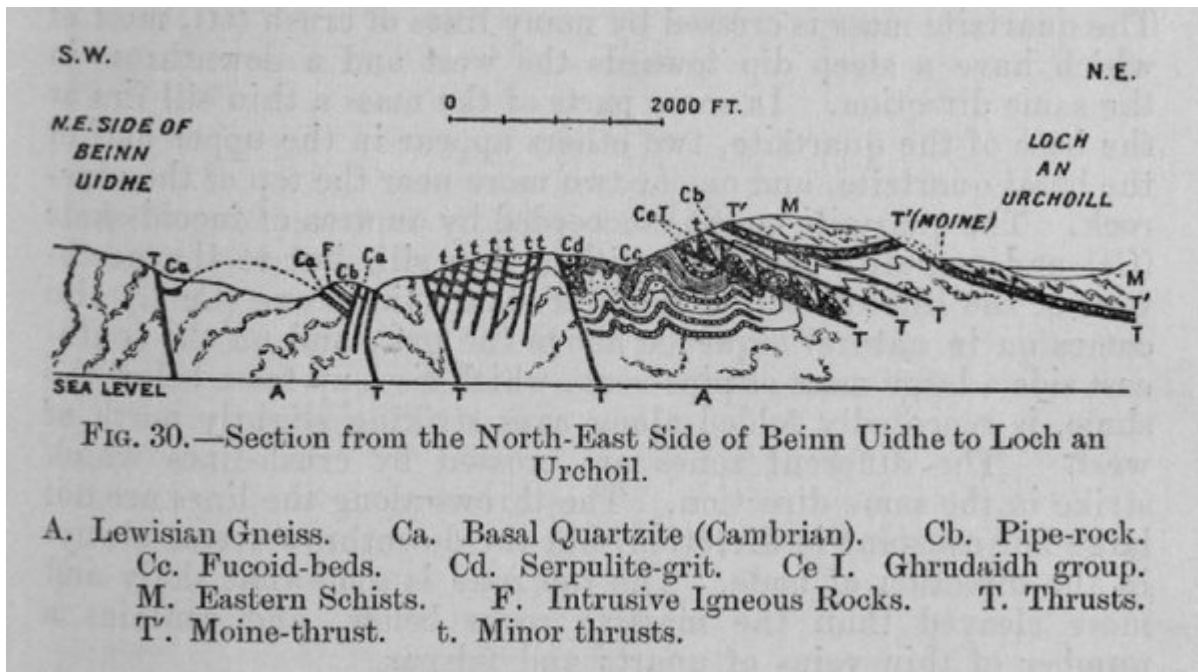 S.W.
N.E.
0 2000 FT.
N.E. SIDE OF
BEINN
UIDHE
LOCH
AN
URCHOILL
Cb
CeI T' M T'(MOINE)
T Ca Ca F Cb Ca t t t t t t t Cd Cc M
T'
T T T T
SEA LEVEL A T T T A
FIG. 30.—Section from the North-East Side of Beinn Uidhe to Loch an
Urchoil.
A. Lewisian Gneiss. Ca. Basal Quartzite (Cambrian). Cb. Pipe-rock.
Cc. Fucoid-beds. Cd. Serpulite-grit. Ce I. Ghrudaidh group.
M. Eastern Schists. F. Intrusive Igneous Rocks. T. Thrusts.
T'. Moine-thrust. t. Minor thrusts.